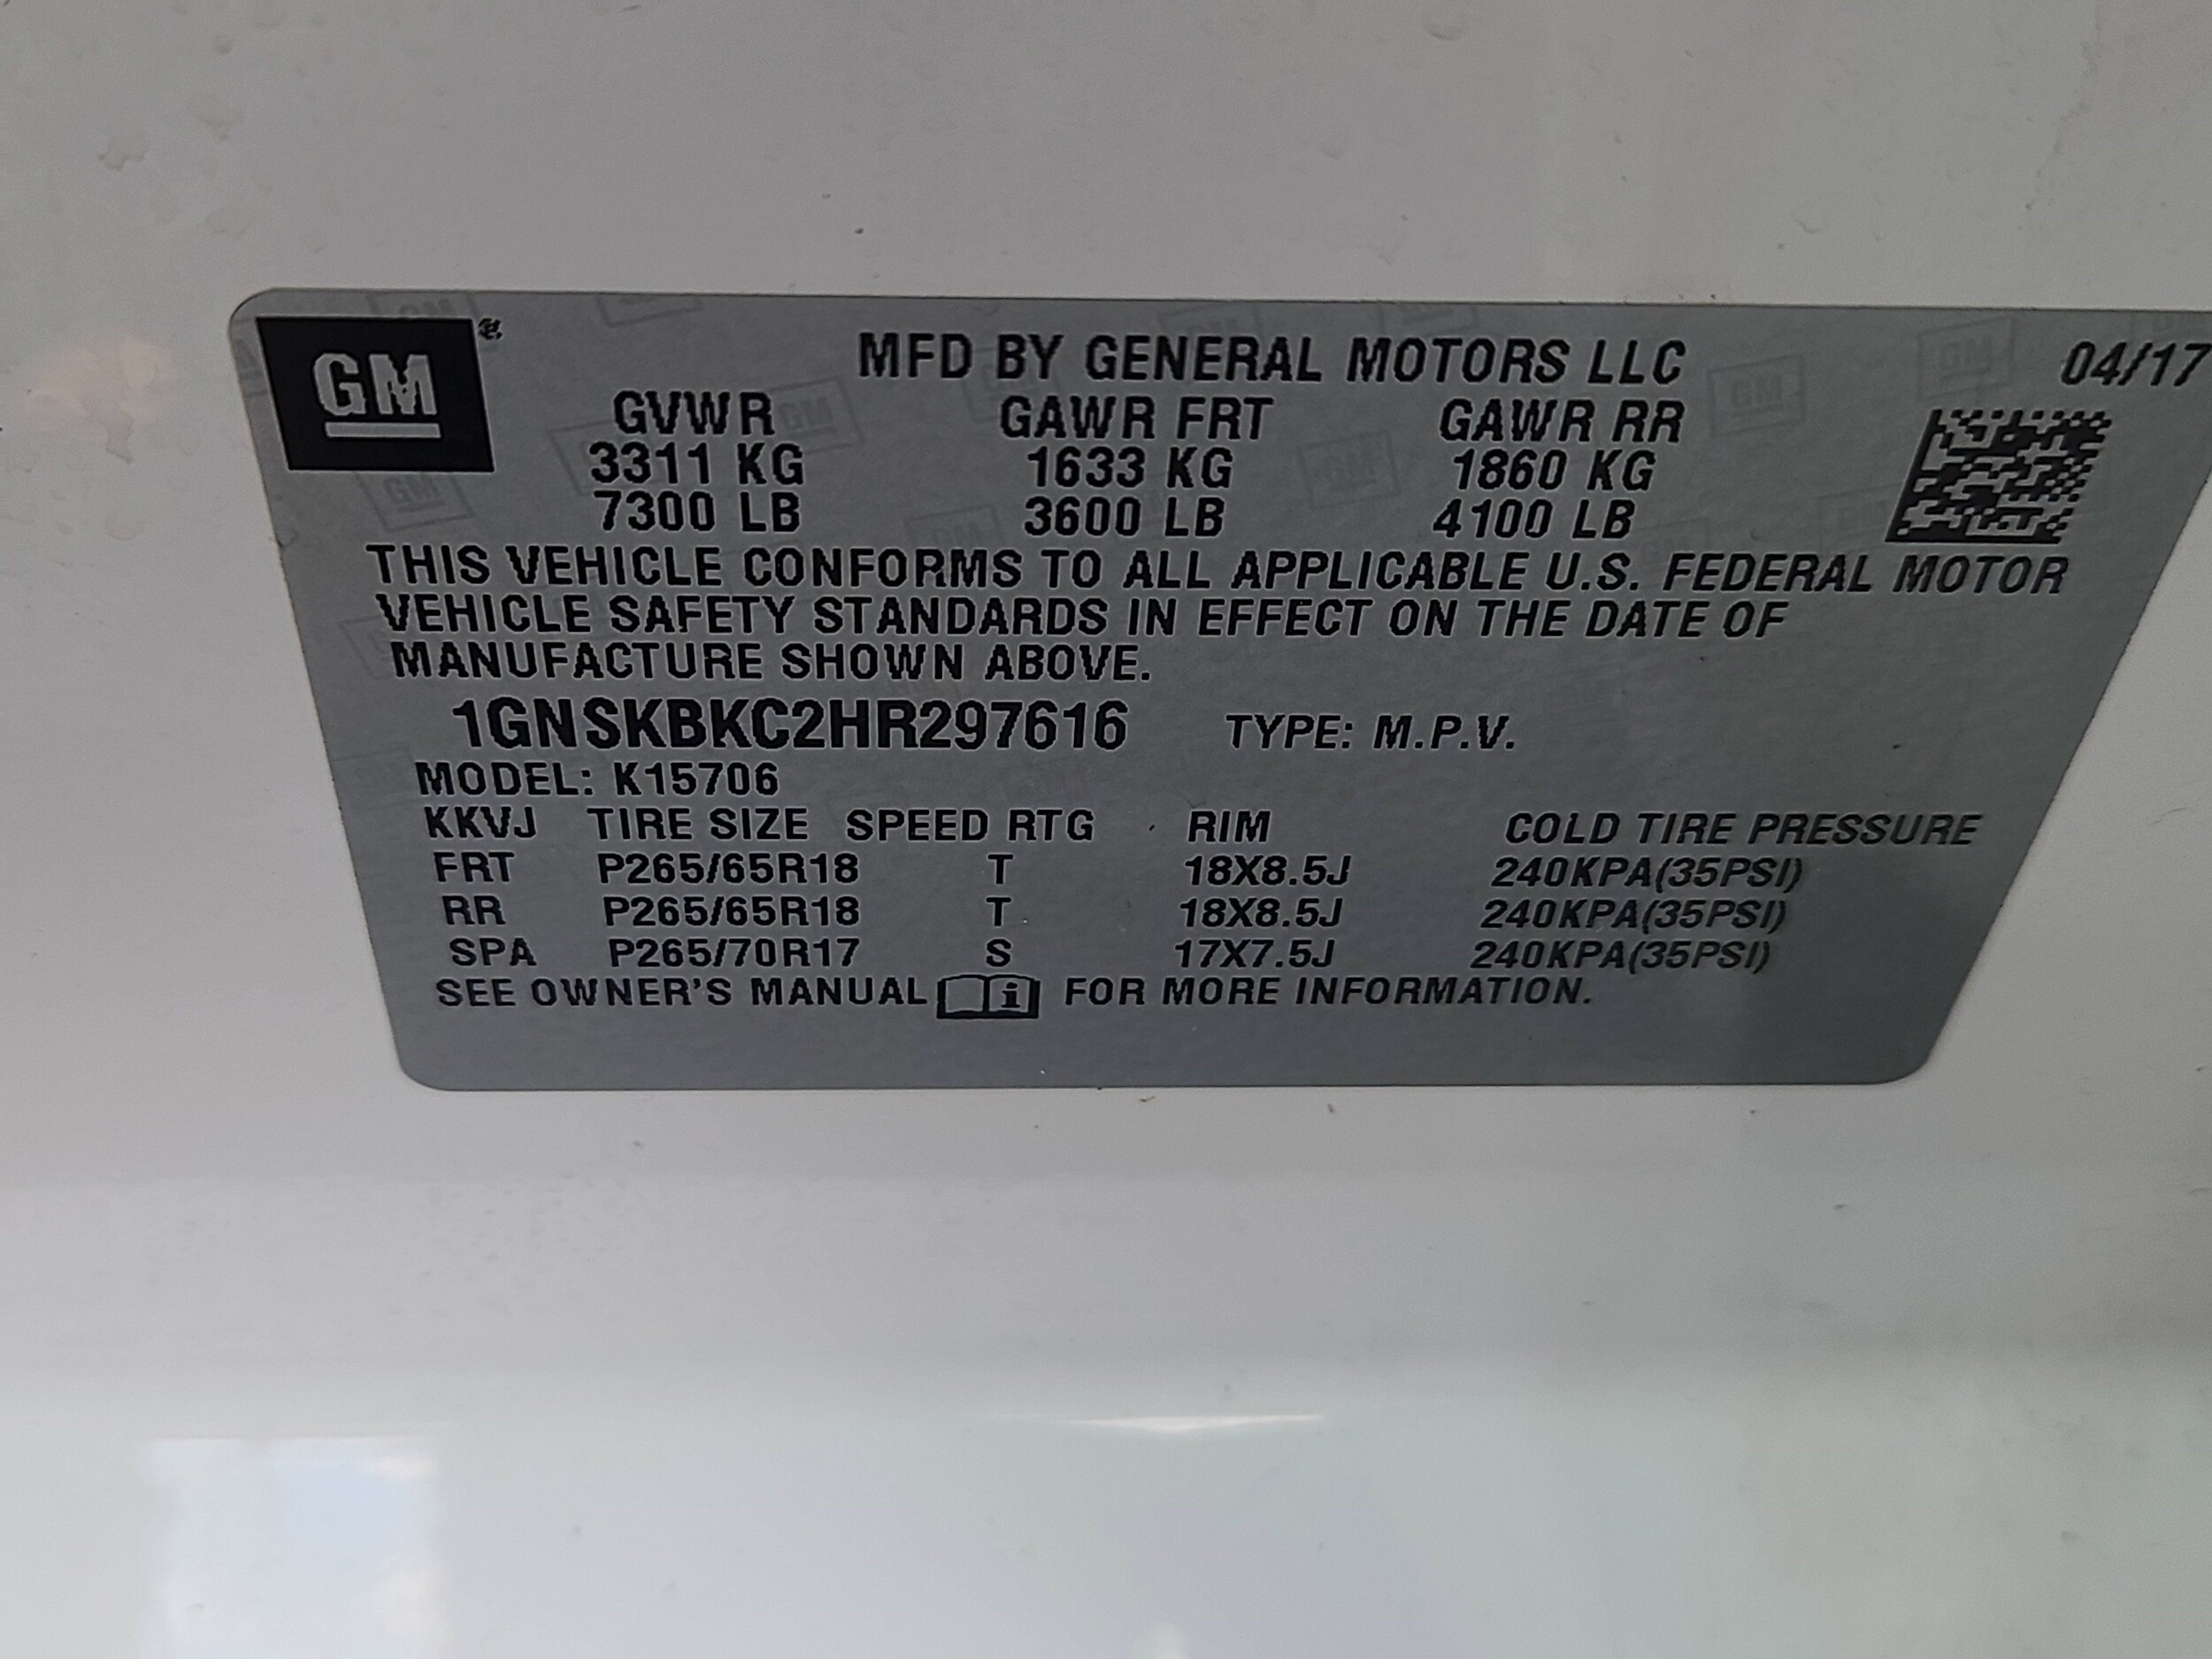 GM
MFD BY GENERAL MOTORS LLC 04/17
GVWR GAWR FRT GAWR RR
3311 KG 1633 KG 1860 KG
7300 LB 3600 LB 4100 LB
THIS VEHICLE CONFORMS TO ALL APPLICABLE U.S. FEDERAL MOTOR
VEHICLE SAFETY STANDARDS IN EFFECT ON THE DATE OF
MANUFACTURE SHOWN ABOVE.
1GNSKBKC2HR297616 TYPE: M.P.V.
MODEL: K15706
KKVJ TIRE SIZE SPEED RTG RIM COLD TIRE PRESSURE
FRT P265/65R18 T 18X8.5J 240KPA(35PSI)
RR P265/65R18 T 18X8.5J 240KPA(35PSI)
SPA P265/70R17 S 17X7.5J 240KPA(35PSI)
SEE OWNER'S MANUAL i FOR MORE INFORMATION.